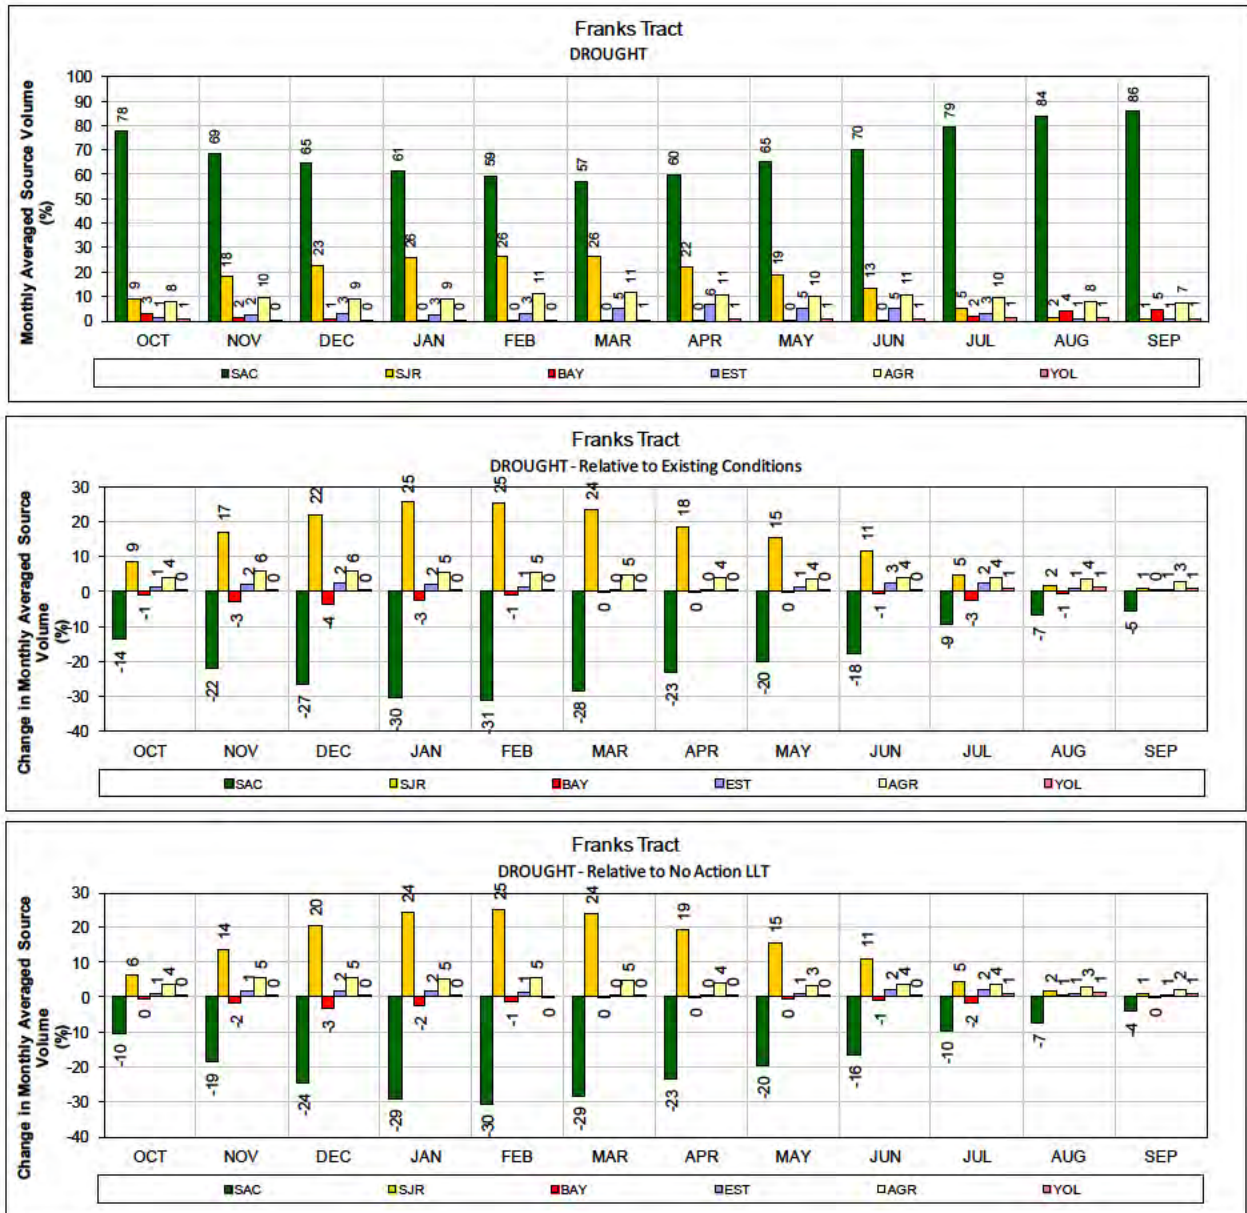 Franks Tract
DROUGHT
Monthly Averaged Source Volume
(%)
100
90
80
70
60
50
40
30
20
10
0
78 9 3 1 8 1
69 18 2 2 10 0
65 23 1 3 9 0
61 26 0 3 9 0
59 26 0 3 11 0
57 26 0 5 11 1
60 22 0 6 11 1
65 19 0 5 10 1
70 13 0 5 11 1
79 5 2 3 10 1
84 2 4 1 8 1
86 1 5 1 7 1
OCT NOV DEC JAN FEB MAR APR MAY JUN JUL AUG SEP
SAC SJR BAY EST AGR YOL
Franks Tract
DROUGHT - Relative to Existing Conditions
Change in Monthly Averaged Source
Volume
(%)
30
20
10
0
-10
-20
-30
-40
-14 9 -1 1 4 0
-22 17 -3 2 6 0
-27 22 -4 2 6 0
-30 25 -3 2 5 0
-31 25 -1 1 5 0
-28 24 0 0 5 0
-23 18 0 0 4 0
-20 15 0 1 4 0
-18 11 -1 3 4 0
-9 5 -3 2 4 1
-7 2 -1 1 4 1
-5 1 0 1 3 1
OCT NOV DEC JAN FEB MAR APR MAY JUN JUL AUG SEP
SAC SJR BAY EST AGR YOL
Franks Tract
DROUGHT - Relative to No Action LLT
Change in Monthly Averaged Source
Volume
(%)
30
20
10
0
-10
-20
-30
-40
-10 6 0 1 4 0
-19 14 -2 1 5 0
-24 20 -3 2 5 0
-29 24 -2 2 5 0
-30 25 -1 1 5 0
-29 24 0 0 5 0
-23 19 0 0 4 0
-20 15 0 1 3 0
-16 11 -1 2 4 0
-10 5 -2 2 4 1
-7 2 1 1 3 1
-4 1 0 1 2 1
OCT NOV DEC JAN FEB MAR APR MAY JUN JUL AUG SEP
SAC SJR BAY EST AGR YOL